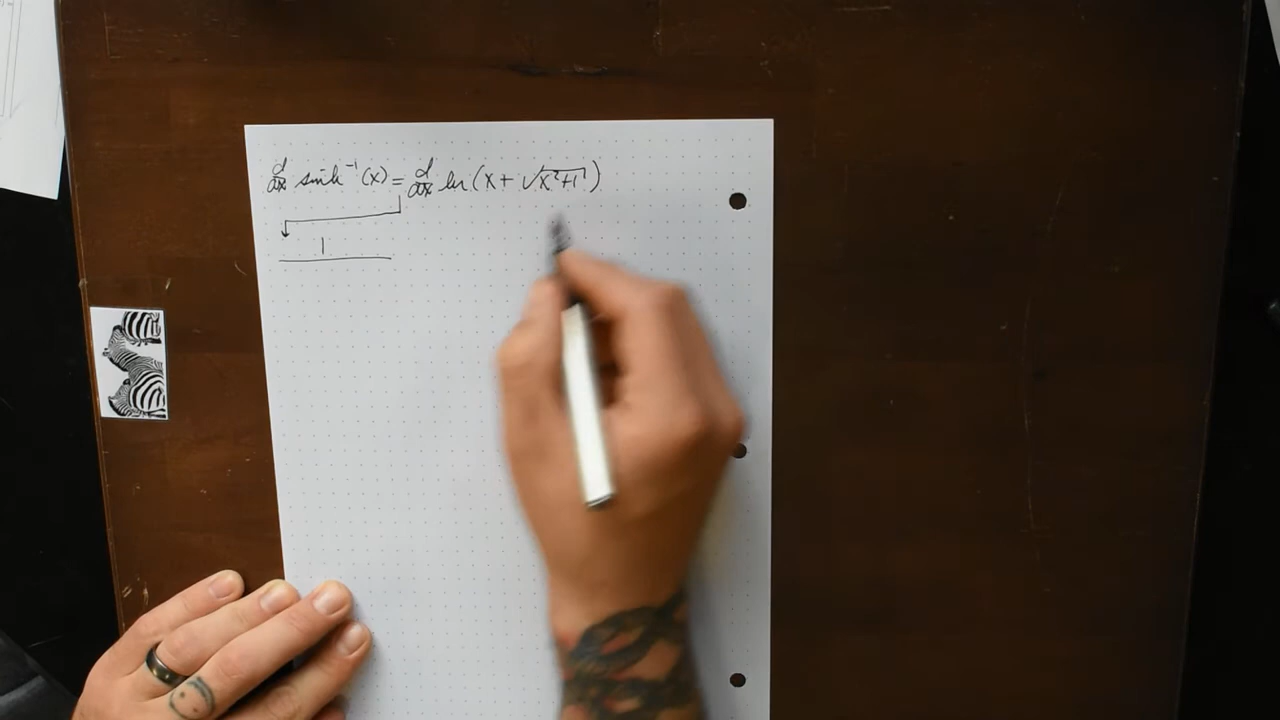 d/dx sinh⁻¹(x) = d/dx ln(x + √(x²+1))
1